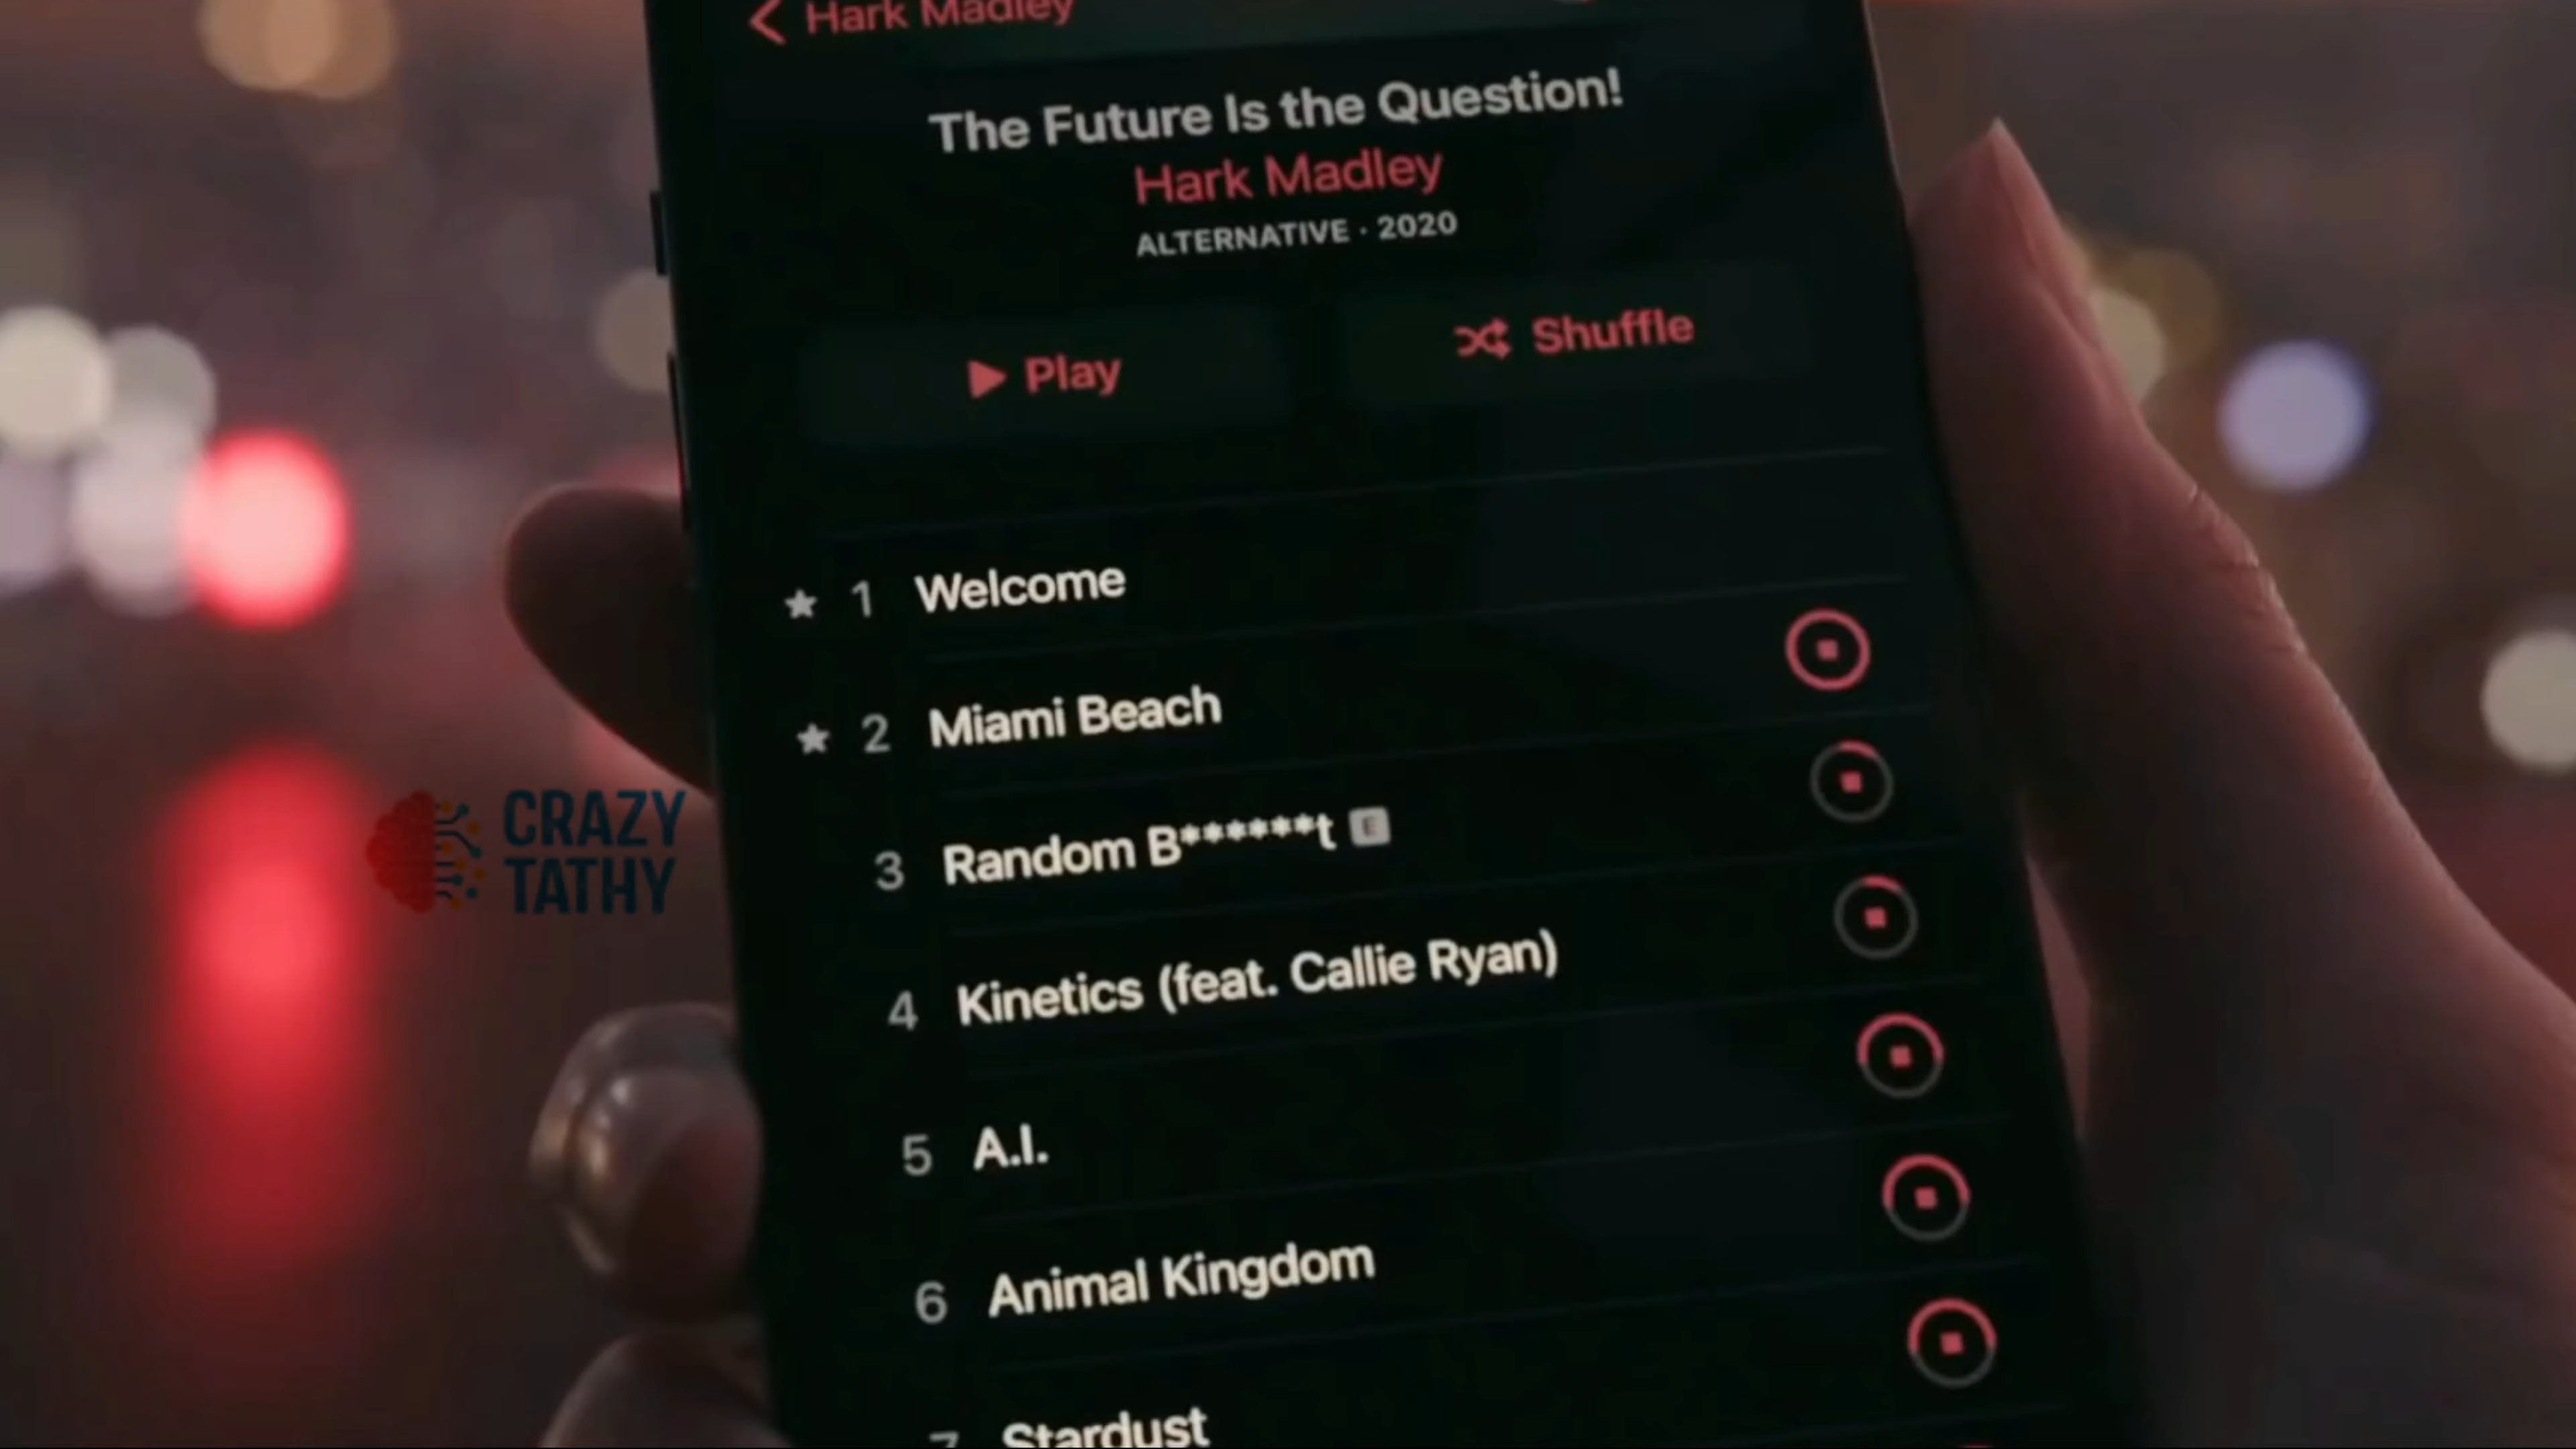 Hark Madley
The Future Is the Question!
Hark Madley
ALTERNATIVE · 2020
Play
Shuffle
1 Welcome
2 Miami Beach
3 Random B******t E
4 Kinetics (feat. Callie Ryan)
5 A.I.
6 Animal Kingdom
7 Stardust
CRAZY
TATHY